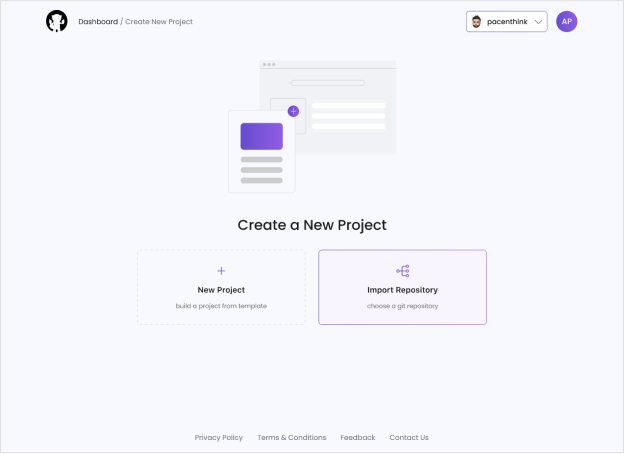 Dashboard / Create New Project
pacenthink
AP
Create a New Project
New Project
build a project from template
Import Repository
choose a git repository
Privacy Policy
Terms & Conditions
Feedback
Contact Us